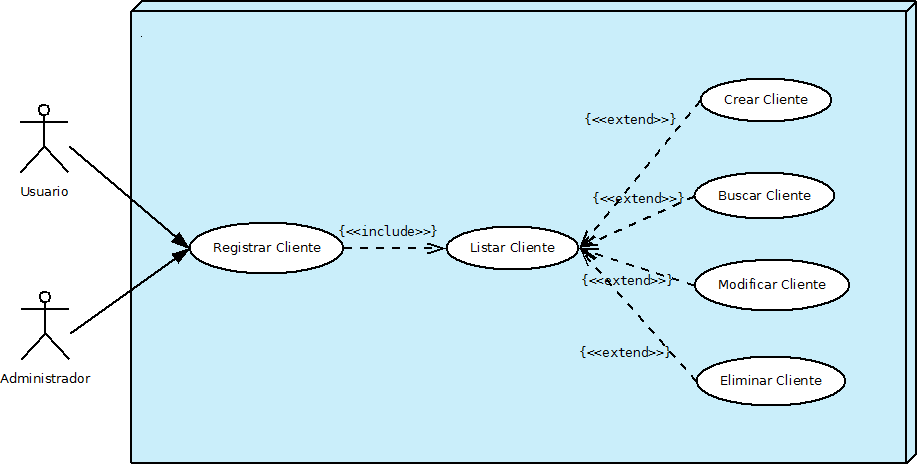 Crear Cliente
{<<extend>>}
Usuario
{<<extend>>}
Buscar Cliente
{<<include>>}
Registrar Cliente
Listar Cliente
{<<extend>>}
Modificar Cliente
{<<extend>>}
Administrador
Eliminar Cliente